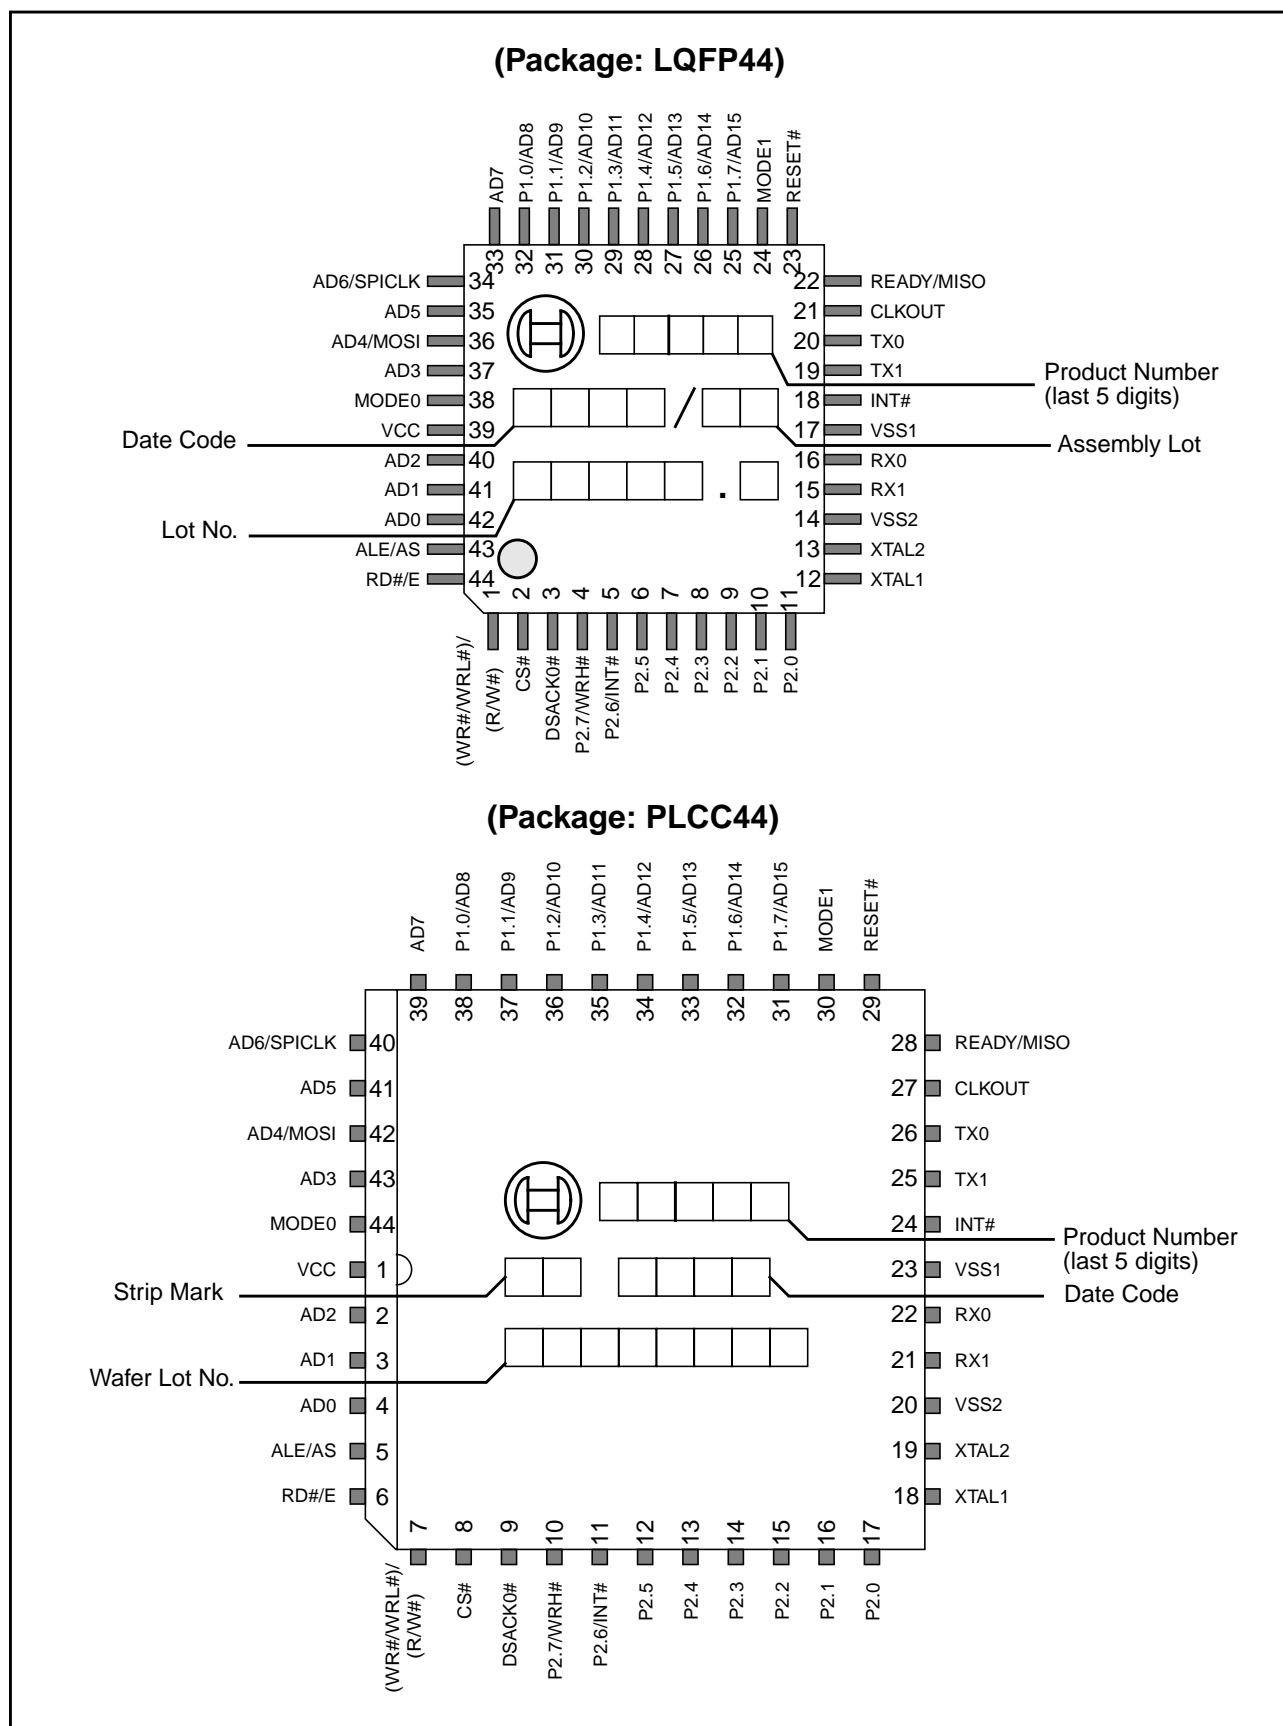 (Package: LQFP44)
AD7
P1.0/AD8
P1.1/AD9
P1.2/AD10
P1.3/AD11
P1.4/AD12
P1.5/AD13
P1.6/AD14
P1.7/AD15
MODE1
RESET#
33
32
31
30
29
28
27
26
25
24
23
AD6/SPICLK 34
AD5 35
AD4/MOSI 36
AD3 37
MODE0 38
VCC 39
AD2 40
AD1 41
AD0 42
ALE/AS 43
RD#/E 44
22 READY/MISO
21 CLKOUT
20 TX0
19 TX1
18 INT#
17 VSS1
16 RX0
15 RX1
14 VSS2
13 XTAL2
12 XTAL1
/
.
Product Number
(last 5 digits)
Date Code
Assembly Lot
Lot No.
1
2
3
4
5
6
7
8
9
10
11
(WR#/WRL#)/
(R/W#)
CS#
DSACK0#
P2.7/WRH#
P2.6/INT#
P2.5
P2.4
P2.3
P2.2
P2.1
P2.0
(Package: PLCC44)
AD7
P1.0/AD8
P1.1/AD9
P1.2/AD10
P1.3/AD11
P1.4/AD12
P1.5/AD13
P1.6/AD14
P1.7/AD15
MODE1
RESET#
39
38
37
36
35
34
33
32
31
30
29
AD6/SPICLK 40
AD5 41
AD4/MOSI 42
AD3 43
MODE0 44
VCC 1
AD2 2
AD1 3
AD0 4
ALE/AS 5
RD#/E 6
28 READY/MISO
27 CLKOUT
26 TX0
25 TX1
24 INT#
23 VSS1
22 RX0
21 RX1
20 VSS2
19 XTAL2
18 XTAL1
Product Number
(last 5 digits)
Strip Mark
Date Code
Wafer Lot No.
7
8
9
10
11
12
13
14
15
16
17
(WR#/WRL#)/
(R/W#)
CS#
DSACK0#
P2.7/WRH#
P2.6/INT#
P2.5
P2.4
P2.3
P2.2
P2.1
P2.0